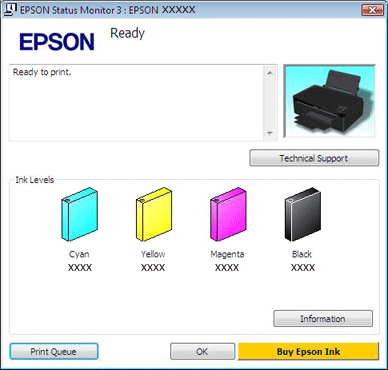 EPSON Status Monitor 3 : EPSON XXXXX
EPSON
Ready
Ready to print.
Technical Support
Ink Levels
Cyan Yellow Magenta Black
XXXX XXXX XXXX XXXX
Information
Print Queue OK Buy Epson Ink